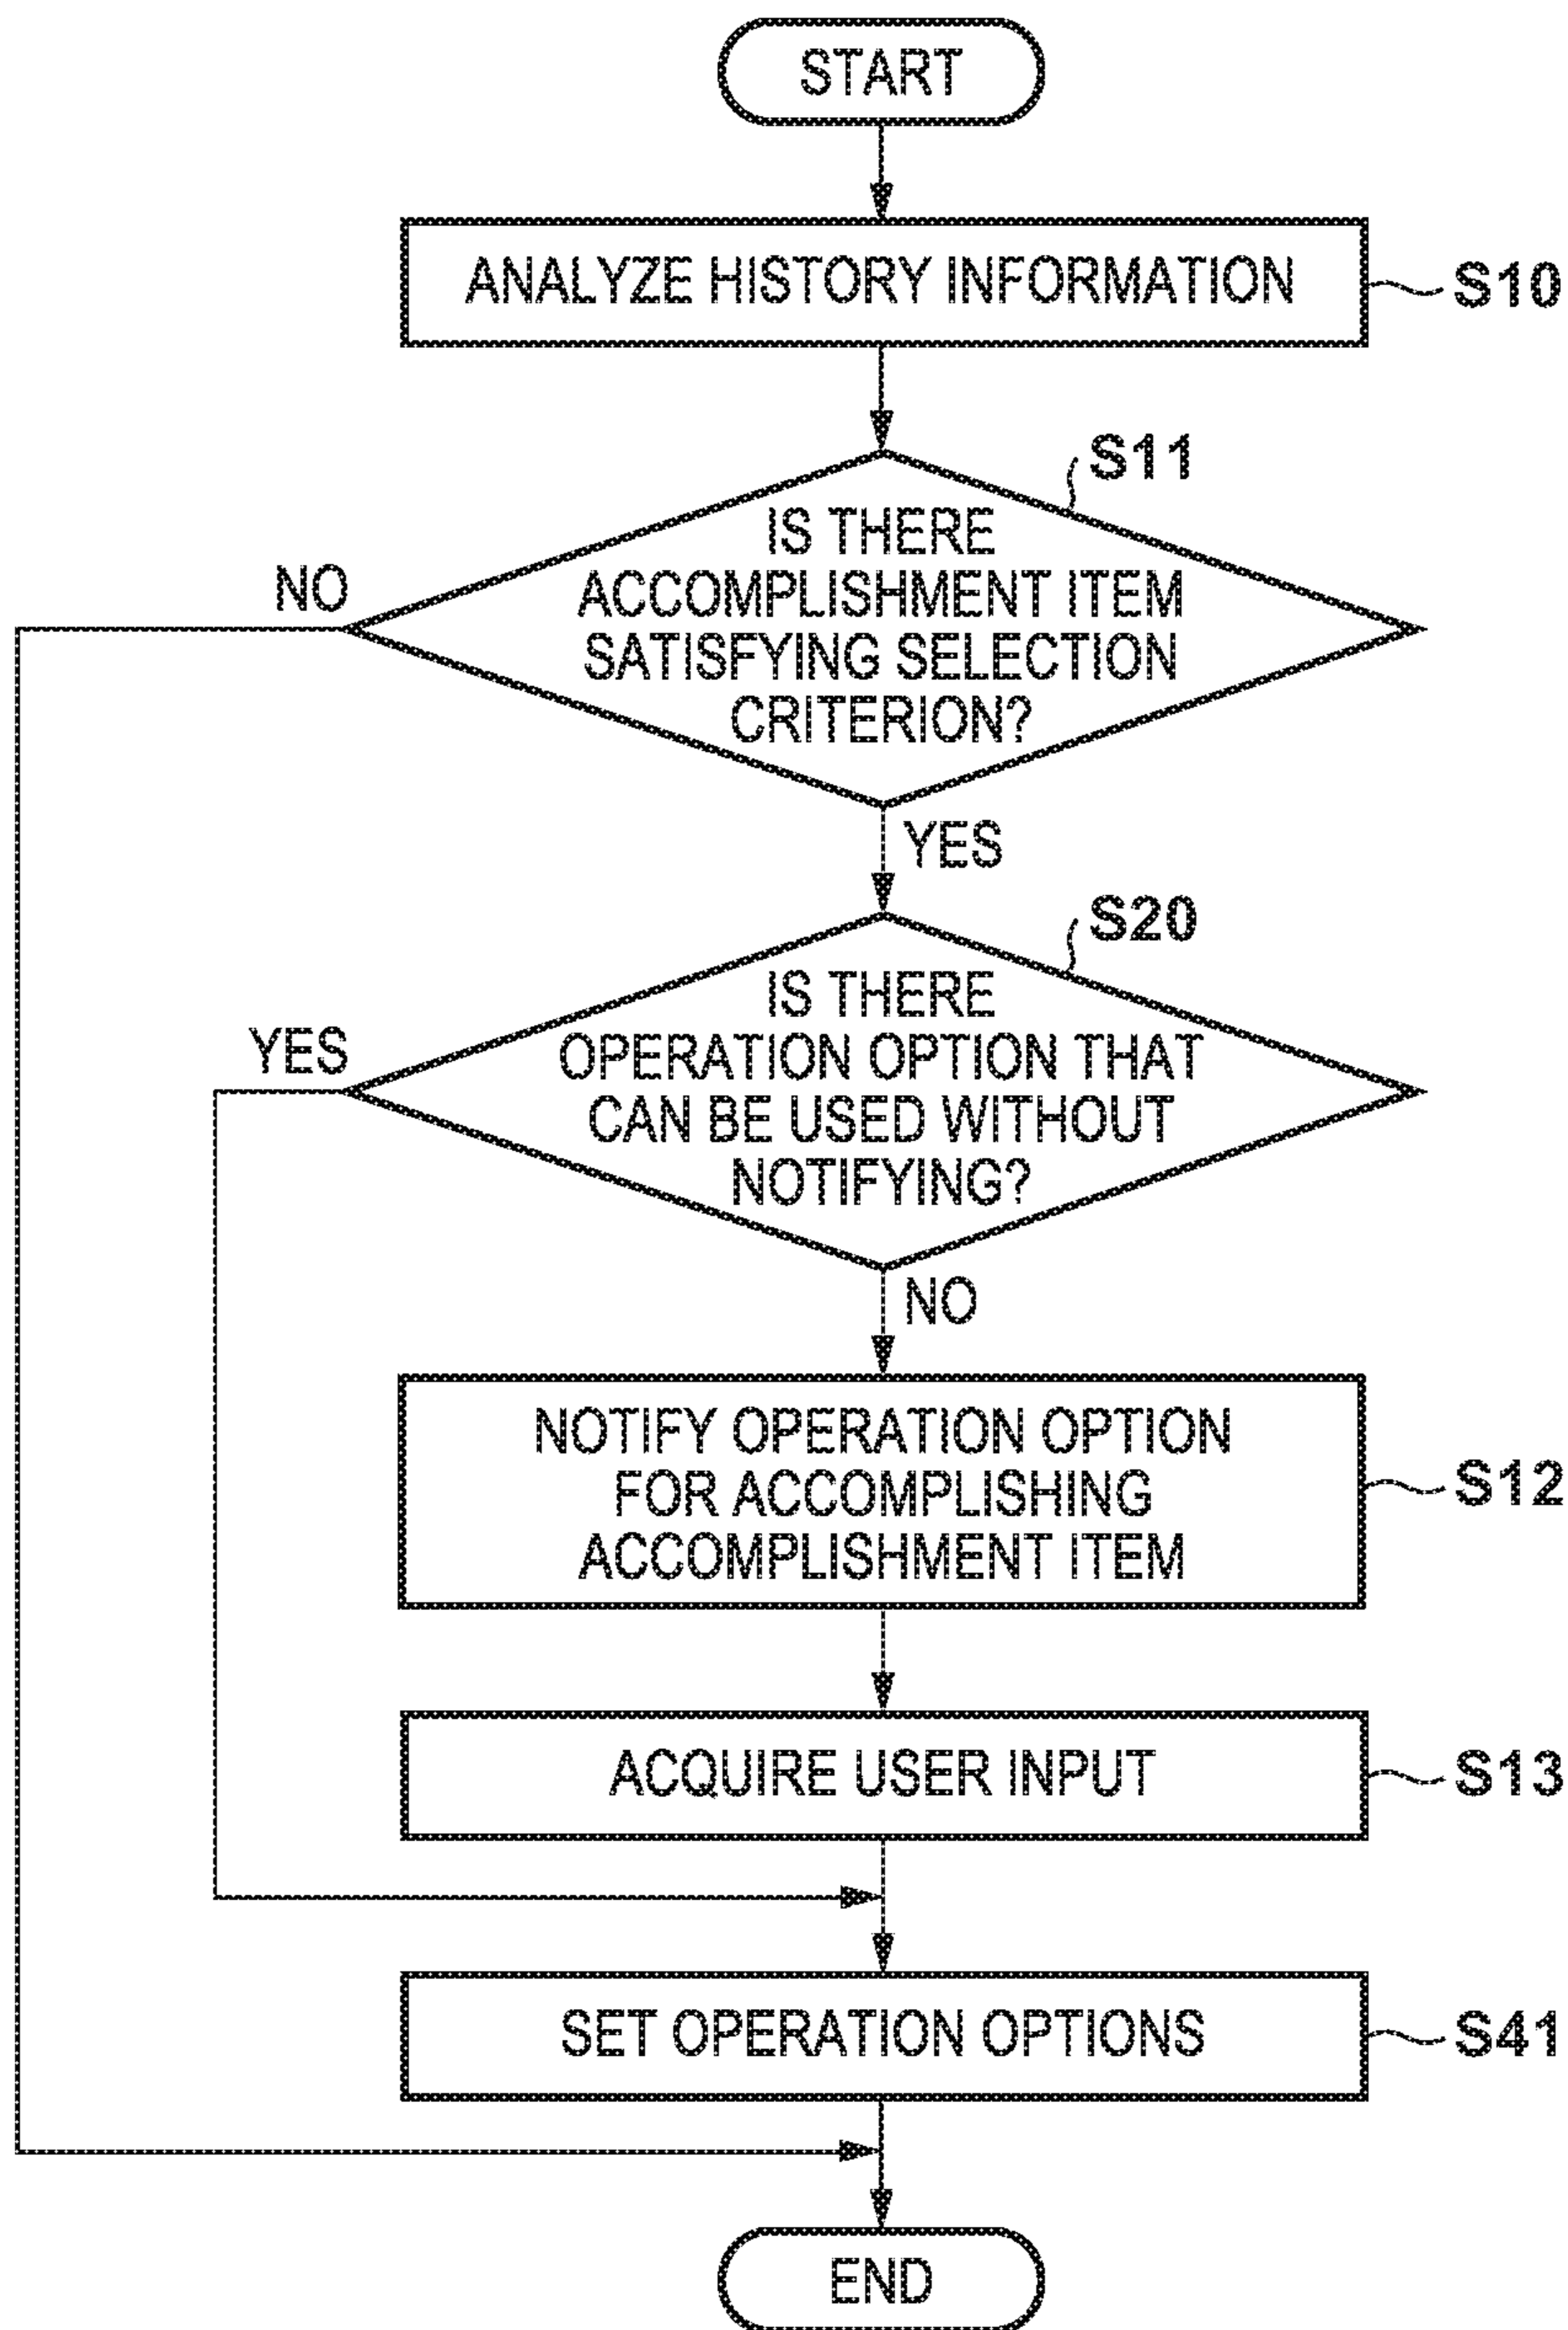 START
ANALYZE HISTORY INFORMATION
S10
S11
IS THERE
ACCOMPLISHMENT ITEM
SATISFYING SELECTION
CRITERION?
NO
YES
S20
IS THERE
OPERATION OPTION THAT
CAN BE USED WITHOUT
NOTIFYING?
YES
NO
NOTIFY OPERATION OPTION
FOR ACCOMPLISHING
ACCOMPLISHMENT ITEM
S12
ACQUIRE USER INPUT
S13
SET OPERATION OPTIONS
S41
END